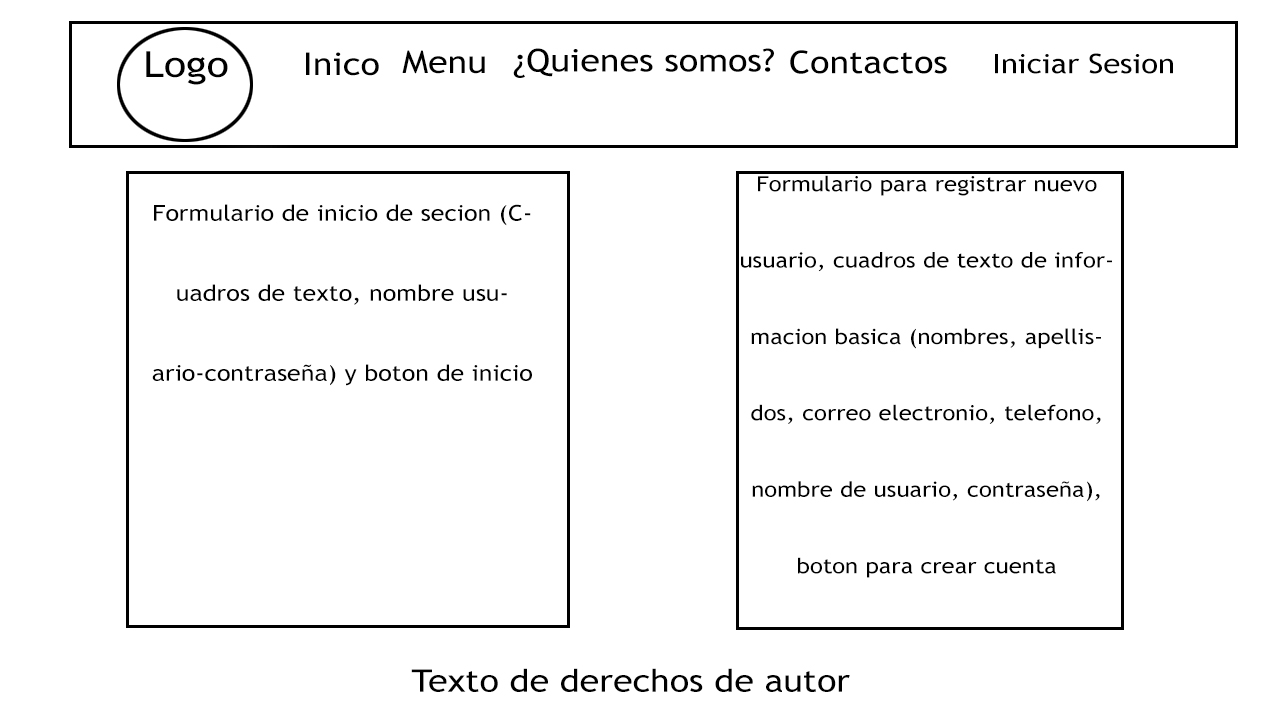 Logo Inico Menu ¿Quienes somos? Contactos Iniciar Sesion
Formulario de inicio de secion (C-
uadros de texto, nombre usu-
ario-contraseña) y boton de inicio
Formulario para registrar nuevo
usuario, cuadros de texto de infor-
macion basica (nombres, apellis-
dos, correo electronio, telefono,
nombre de usuario, contraseña),
boton para crear cuenta
Texto de derechos de autor